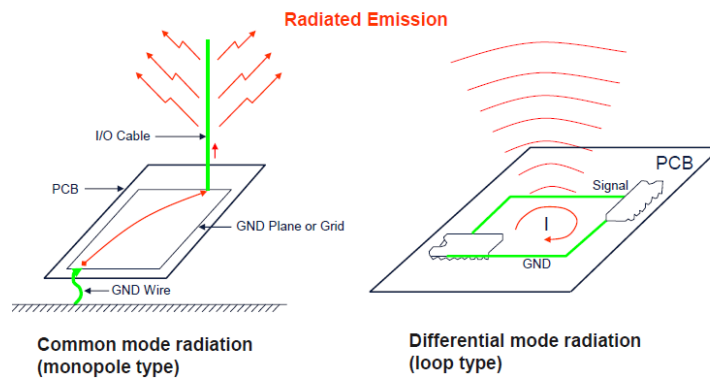 Radiated Emission
I/O Cable
PCB
GND Plane or Grid
GND Wire
Common mode radiation
(monopole type)
PCB
Signal
I
GND
Differential mode radiation
(loop type)